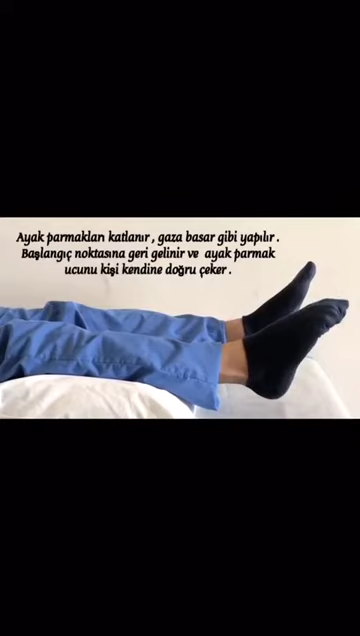 Ayak parmakları katlanır , gaza basar gibi yapılır .
Başlangıç noktasına geri gelinir ve ayak parmak
ucunu kişi kendine doğru çeker .